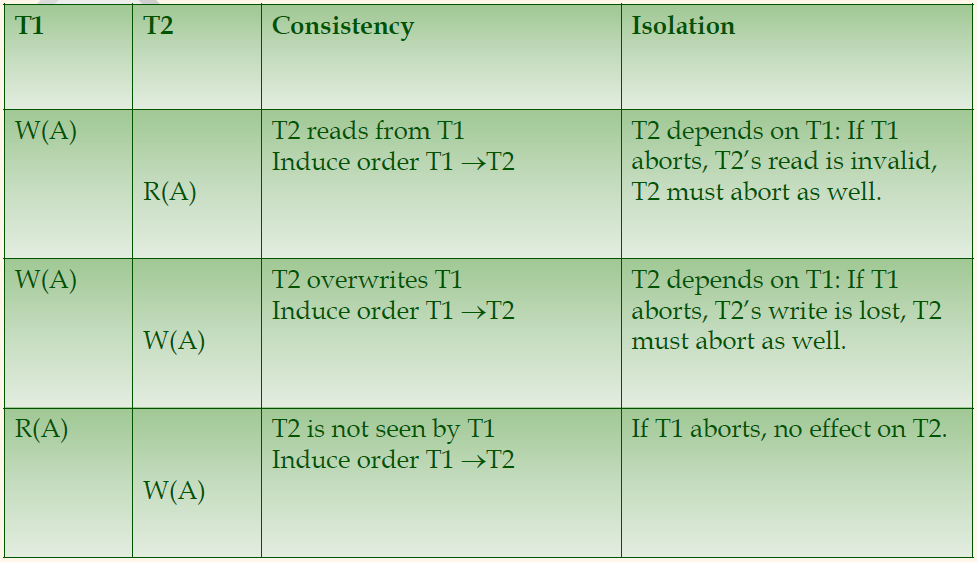 T1 T2 Consistency Isolation
W(A) T2 reads from T1 T2 depends on T1: If T1
Induce order T1 →T2 aborts, T2’s read is invalid,
R(A) T2 must abort as well.
W(A) T2 overwrites T1 T2 depends on T1: If T1
Induce order T1 →T2 aborts, T2’s write is lost, T2
W(A) must abort as well.
R(A) T2 is not seen by T1 If T1 aborts, no effect on T2.
Induce order T1 →T2
W(A)